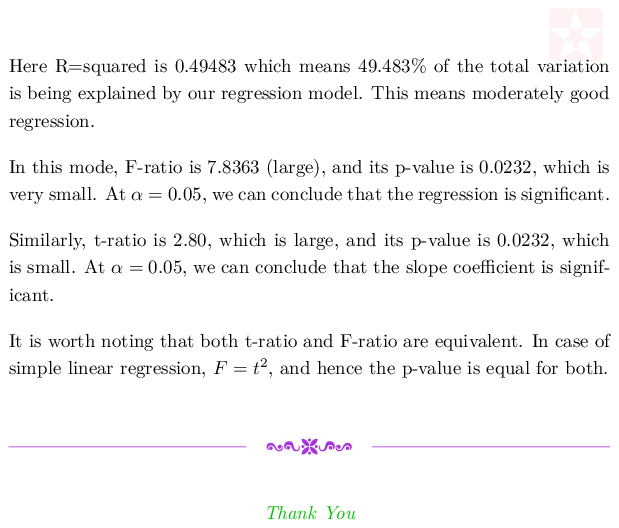 Here R=squared is 0.49483 which means 49.483% of the total variation
is being explained by our regression model. This means moderately good
regression.
In this mode, F-ratio is 7.8363 (large), and its p-value is 0.0232, which is
very small. At α = 0.05, we can conclude that the regression is significant.
Similarly, t-ratio is 2.80, which is large, and its p-value is 0.0232, which
is small. At α = 0.05, we can conclude that the slope coefficient is signif-
icant.
It is worth noting that both t-ratio and F-ratio are equivalent. In case of
simple linear regression, F = t², and hence the p-value is equal for both.
Thank You